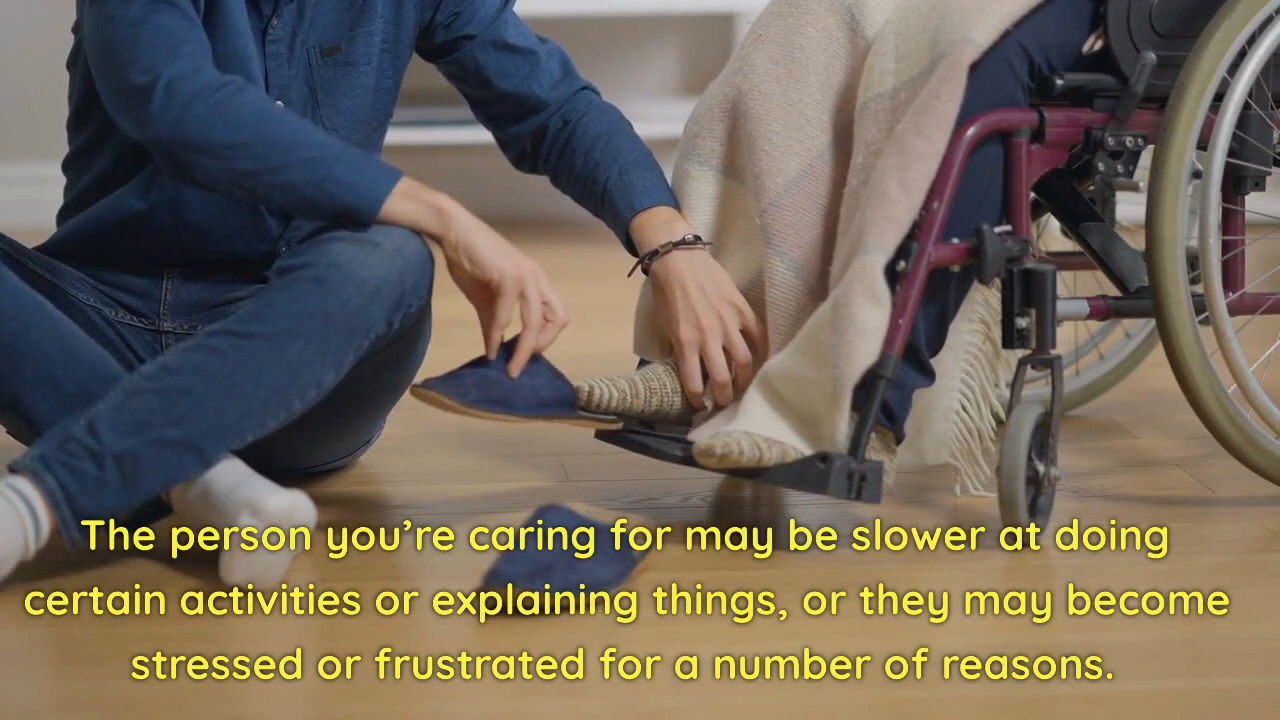 The person you’re caring for may be slower at doing
certain activities or explaining things, or they may become
stressed or frustrated for a number of reasons.